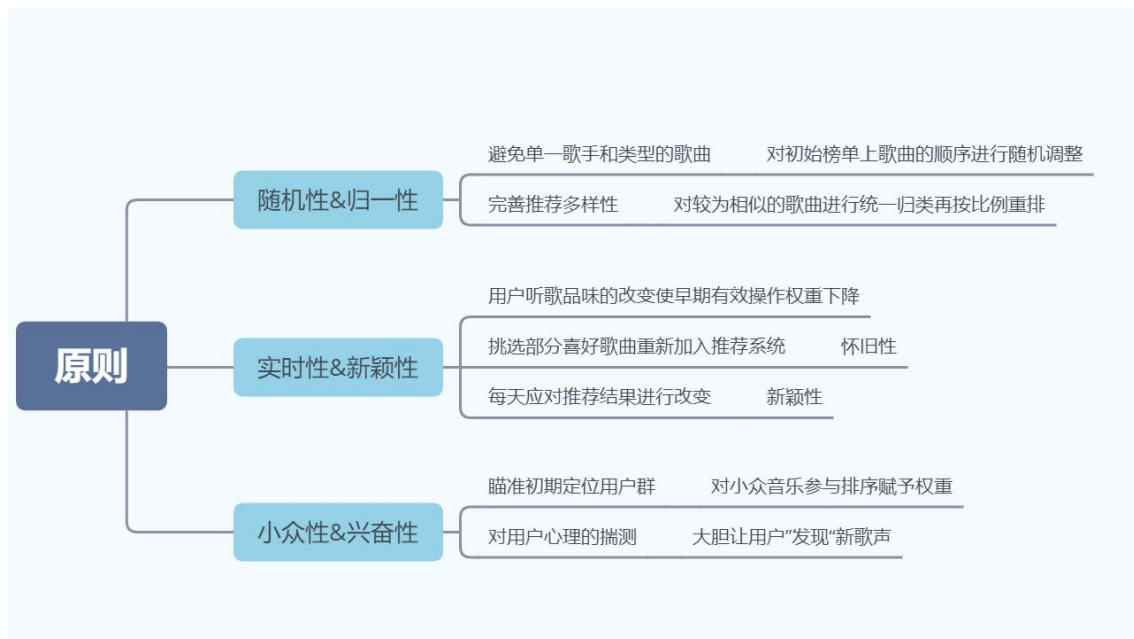 原则
随机性&归一性
避免单一歌手和类型的歌曲 对初始榜单上歌曲的顺序进行随机调整
完善推荐多样性 对较为相似的歌曲进行统一归类再按比例重排
实时性&新颖性
用户听歌品味的改变使早期有效操作权重下降
挑选部分喜好歌曲重新加入推荐系统 怀旧性
每天应对推荐结果进行改变 新颖性
小众性&兴奋性
瞄准初期定位用户群 对小众音乐参与排序赋予权重
对用户心理的揣测 大胆让用户”发现“新歌声